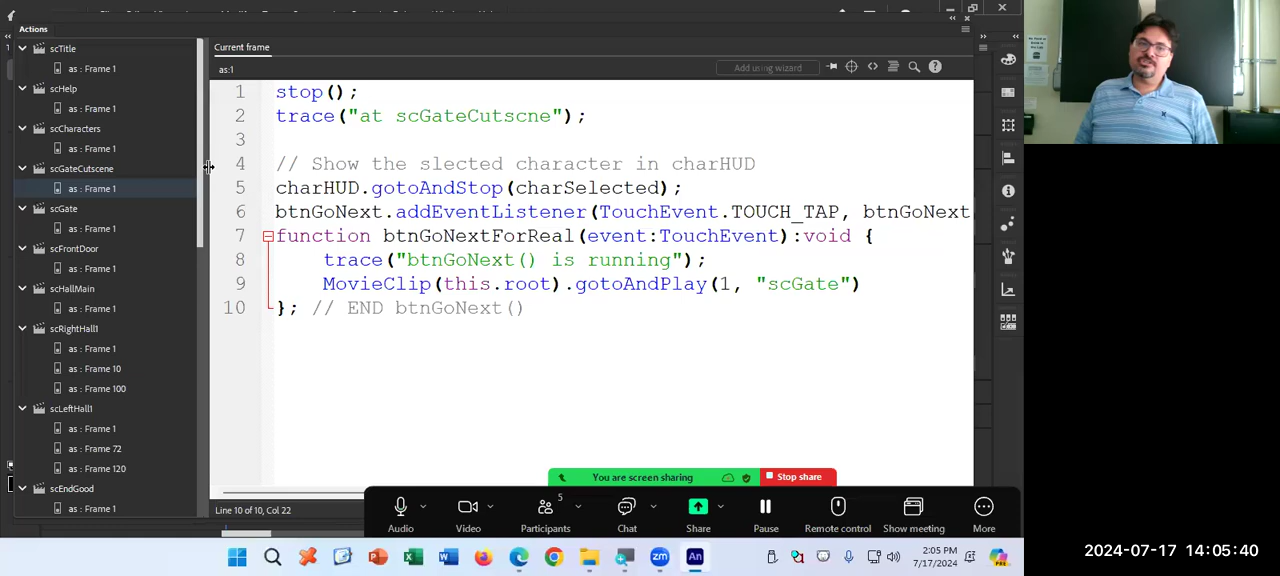 Actions
scTitle
as : Frame 1
scHelp
as : Frame 1
scCharacters
as : Frame 1
scGateCutscene
as : Frame 1
scGate
as : Frame 1
scFrontDoor
as : Frame 1
scHallMain
as : Frame 1
scRightHall1
as : Frame 1
as : Frame 10
as : Frame 100
scLeftHall1
as : Frame 1
as : Frame 72
as : Frame 120
scEndGood
as : Frame 1
Current frame
as:1
Add using wizard
1 stop();
2 trace("at scGateCutscne");
3
4 // Show the slected character in charHUD
5 charHUD.gotoAndStop(charSelected);
6 btnGoNext.addEventListener(TouchEvent.TOUCH_TAP, btnGoNext
7 function btnGoNextForReal(event:TouchEvent):void {
8 trace("btnGoNext() is running");
9 MovieClip(this.root).gotoAndPlay(1, "scGate")
10 }; // END btnGoNext()
Line 10 of 10, Col 22
You are screen sharing
Stop share
Audio
Video
5
Participants
Chat
Share
Pause
Remote control
Show meeting
More
zm
An
2:05 PM
7/17/2024
PRE
2024-07-17 14:05:40